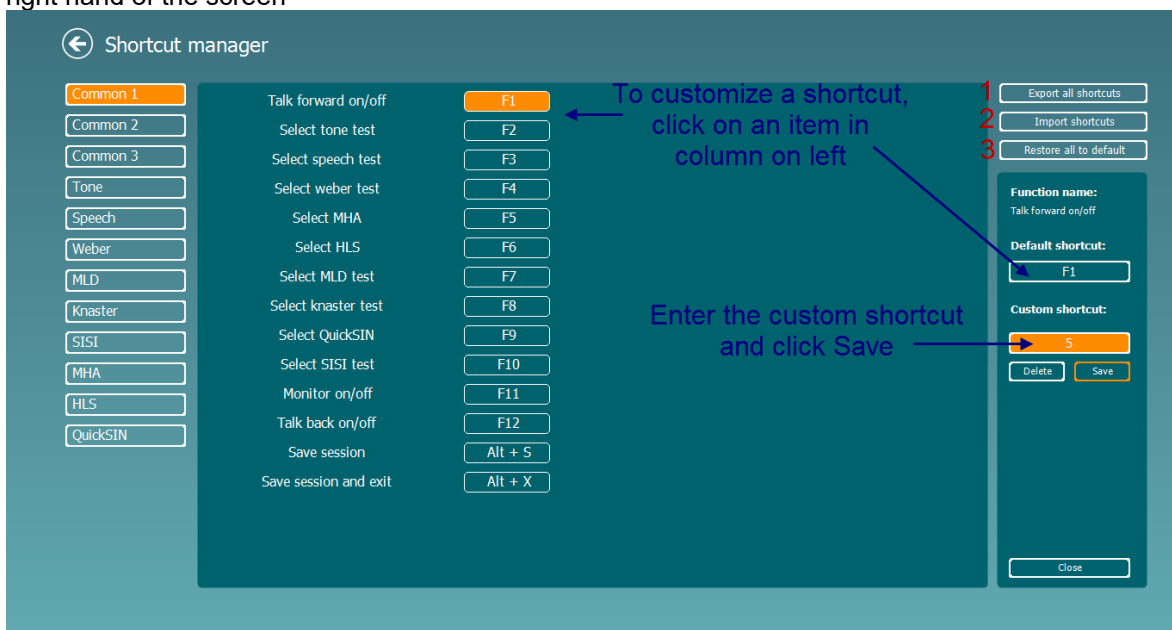 right hand of the screen
Shortcut manager
Common 1
Common 2
Common 3
Tone
Speech
Weber
MLD
Knaster
SISI
MHA
HLS
QuickSIN
Talk forward on/off F1
Select tone test F2
Select speech test F3
Select weber test F4
Select MHA F5
Select HLS F6
Select MLD test F7
Select knaster test F8
Select QuickSIN F9
Select SISI test F10
Monitor on/off F11
Talk back on/off F12
Save session Alt + S
Save session and exit Alt + X
To customize a shortcut,
click on an item in
column on left
Enter the custom shortcut
and click Save
1 Export all shortcuts
2 Import shortcuts
3 Restore all to default
Function name:
Talk forward on/off
Default shortcut:
F1
Custom shortcut:
5
Delete Save
Close